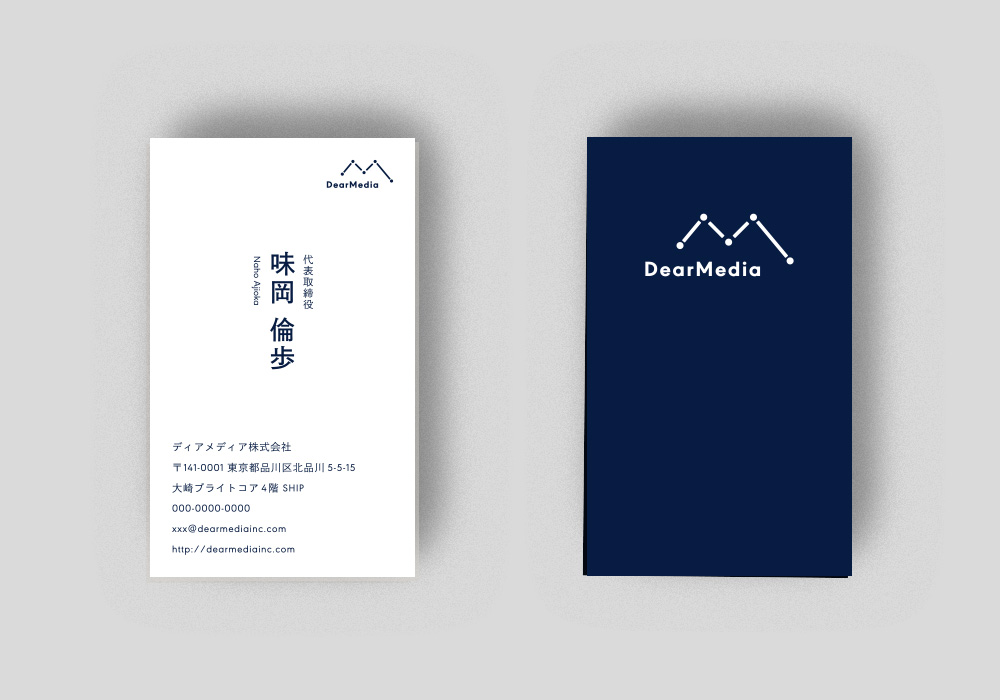 DearMedia
代表取締役
味岡 倫歩
Naho Ajioka
ディアメディア株式会社
〒141-0001 東京都品川区北品川 5-5-15
大崎ブライトコア 4階 SHIP
000-0000-0000
xxx@dearmediainc.com
http://dearmediainc.com
DearMedia